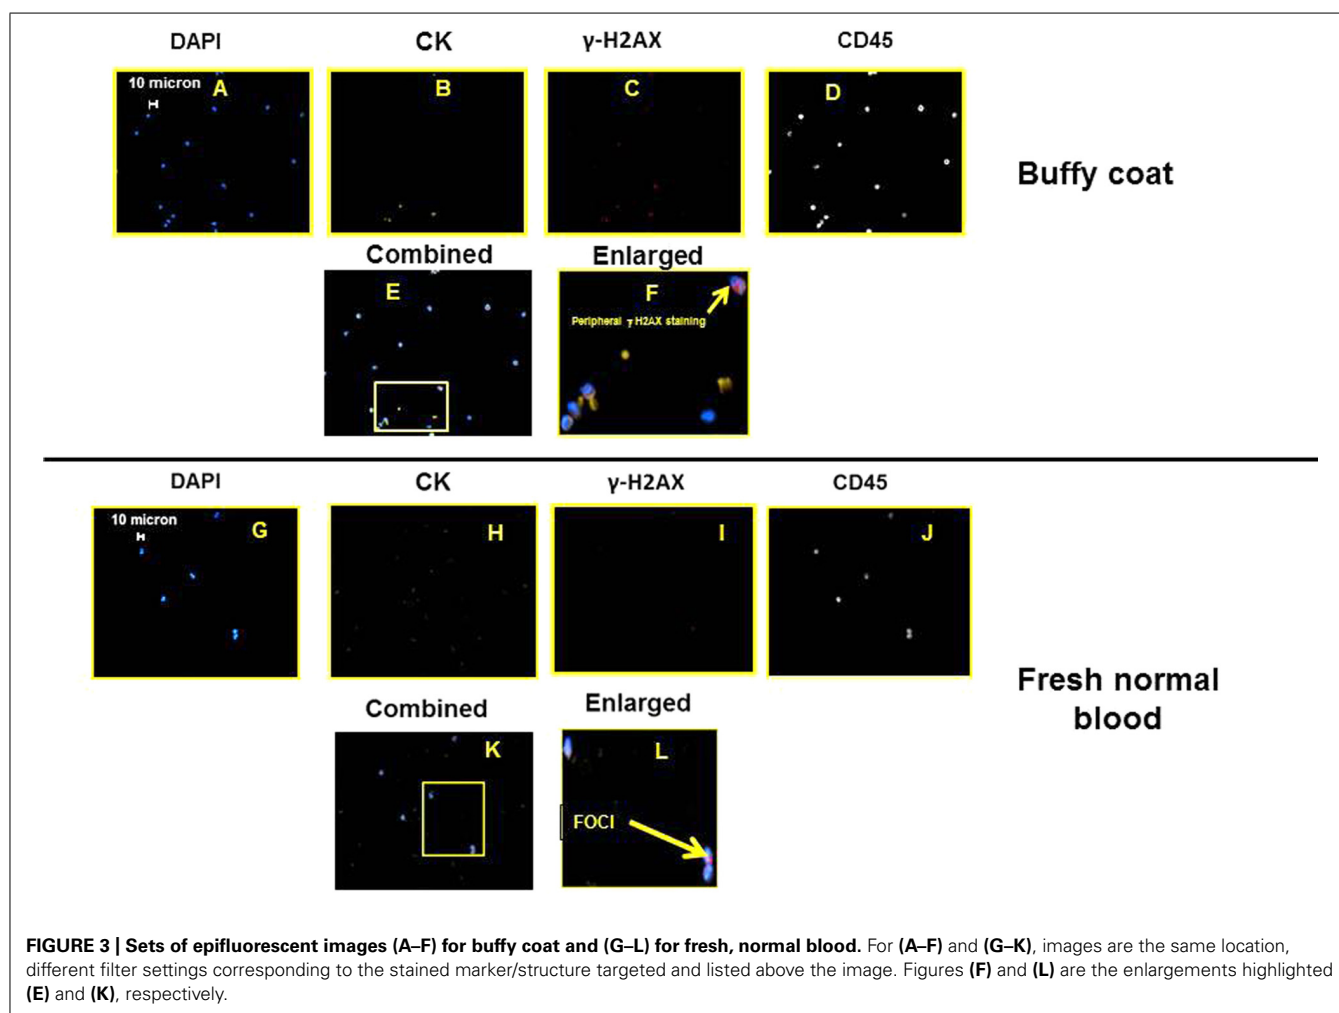 DAPI CK γ-H2AX CD45
10 micron A B C D
Buffy coat
Combined Enlarged
E F
Peripheral γ H2AX staining
DAPI CK γ-H2AX CD45
10 micron G H I J
Fresh normal
blood
Combined Enlarged
K L
FOCI
FIGURE 3 | Sets of epifluorescent images (A–F) for buffy coat and (G–L) for fresh, normal blood. For (A–F) and (G–K), images are the same location,
different filter settings corresponding to the stained marker/structure targeted and listed above the image. Figures (F) and (L) are the enlargements highlighted
(E) and (K), respectively.